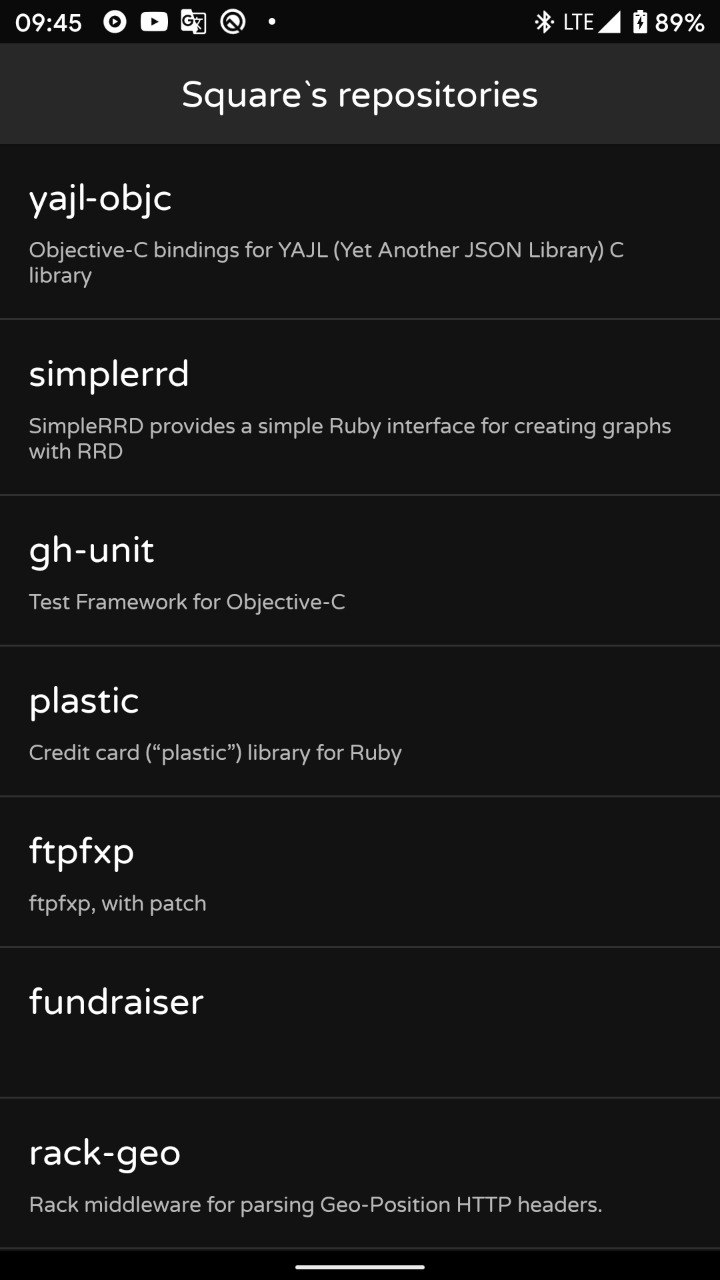 09:45 LTE 89%
Square`s repositories
yajl-objc
Objective-C bindings for YAJL (Yet Another JSON Library) C
library
simplerrd
SimpleRRD provides a simple Ruby interface for creating graphs
with RRD
gh-unit
Test Framework for Objective-C
plastic
Credit card (“plastic”) library for Ruby
ftpfxp
ftpfxp, with patch
fundraiser
rack-geo
Rack middleware for parsing Geo-Position HTTP headers.